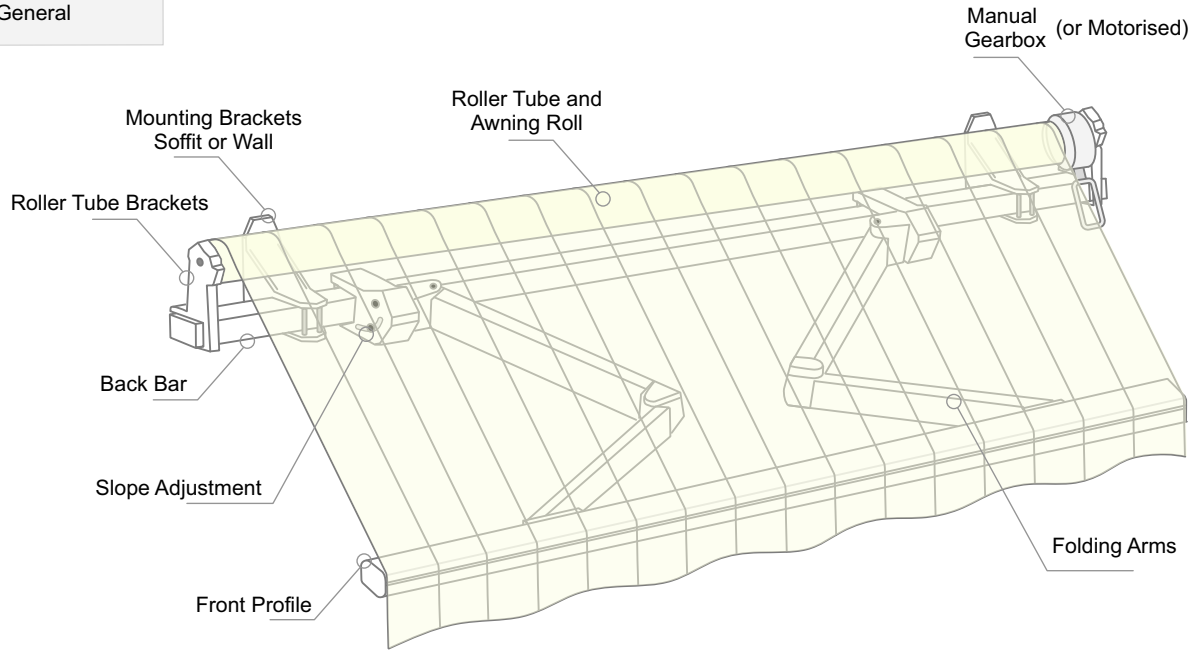 General
Manual
Gearbox (or Motorised)
Roller Tube and
Awning Roll
Mounting Brackets
Soffit or Wall
Roller Tube Brackets
Back Bar
Slope Adjustment
Folding Arms
Front Profile